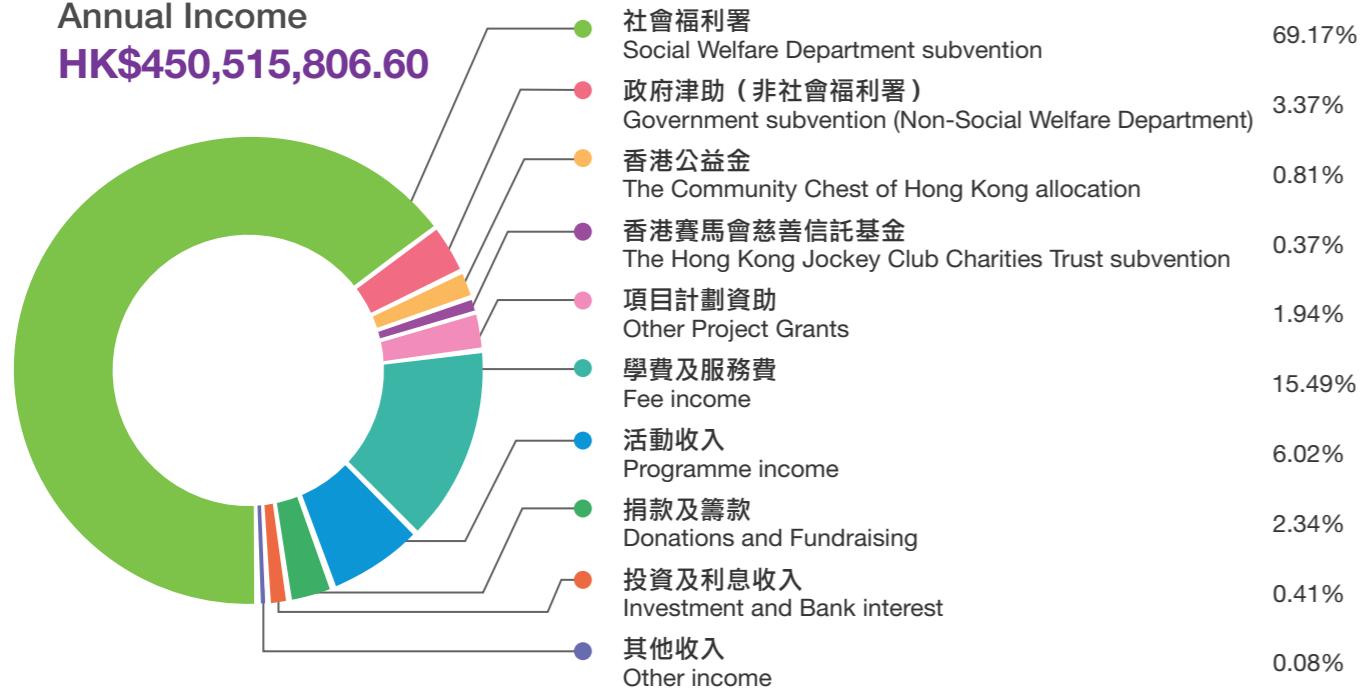 Annual Income
HK$450,515,806.60
社會福利署
Social Welfare Department subvention
69.17%
政府津助（非社會福利署）
Government subvention (Non-Social Welfare Department)
3.37%
香港公益金
The Community Chest of Hong Kong allocation
0.81%
香港賽馬會慈善信託基金
The Hong Kong Jockey Club Charities Trust subvention
0.37%
項目計劃資助
Other Project Grants
1.94%
學費及服務費
Fee income
15.49%
活動收入
Programme income
6.02%
捐款及籌款
Donations and Fundraising
2.34%
投資及利息收入
Investment and Bank interest
0.41%
其他收入
Other income
0.08%